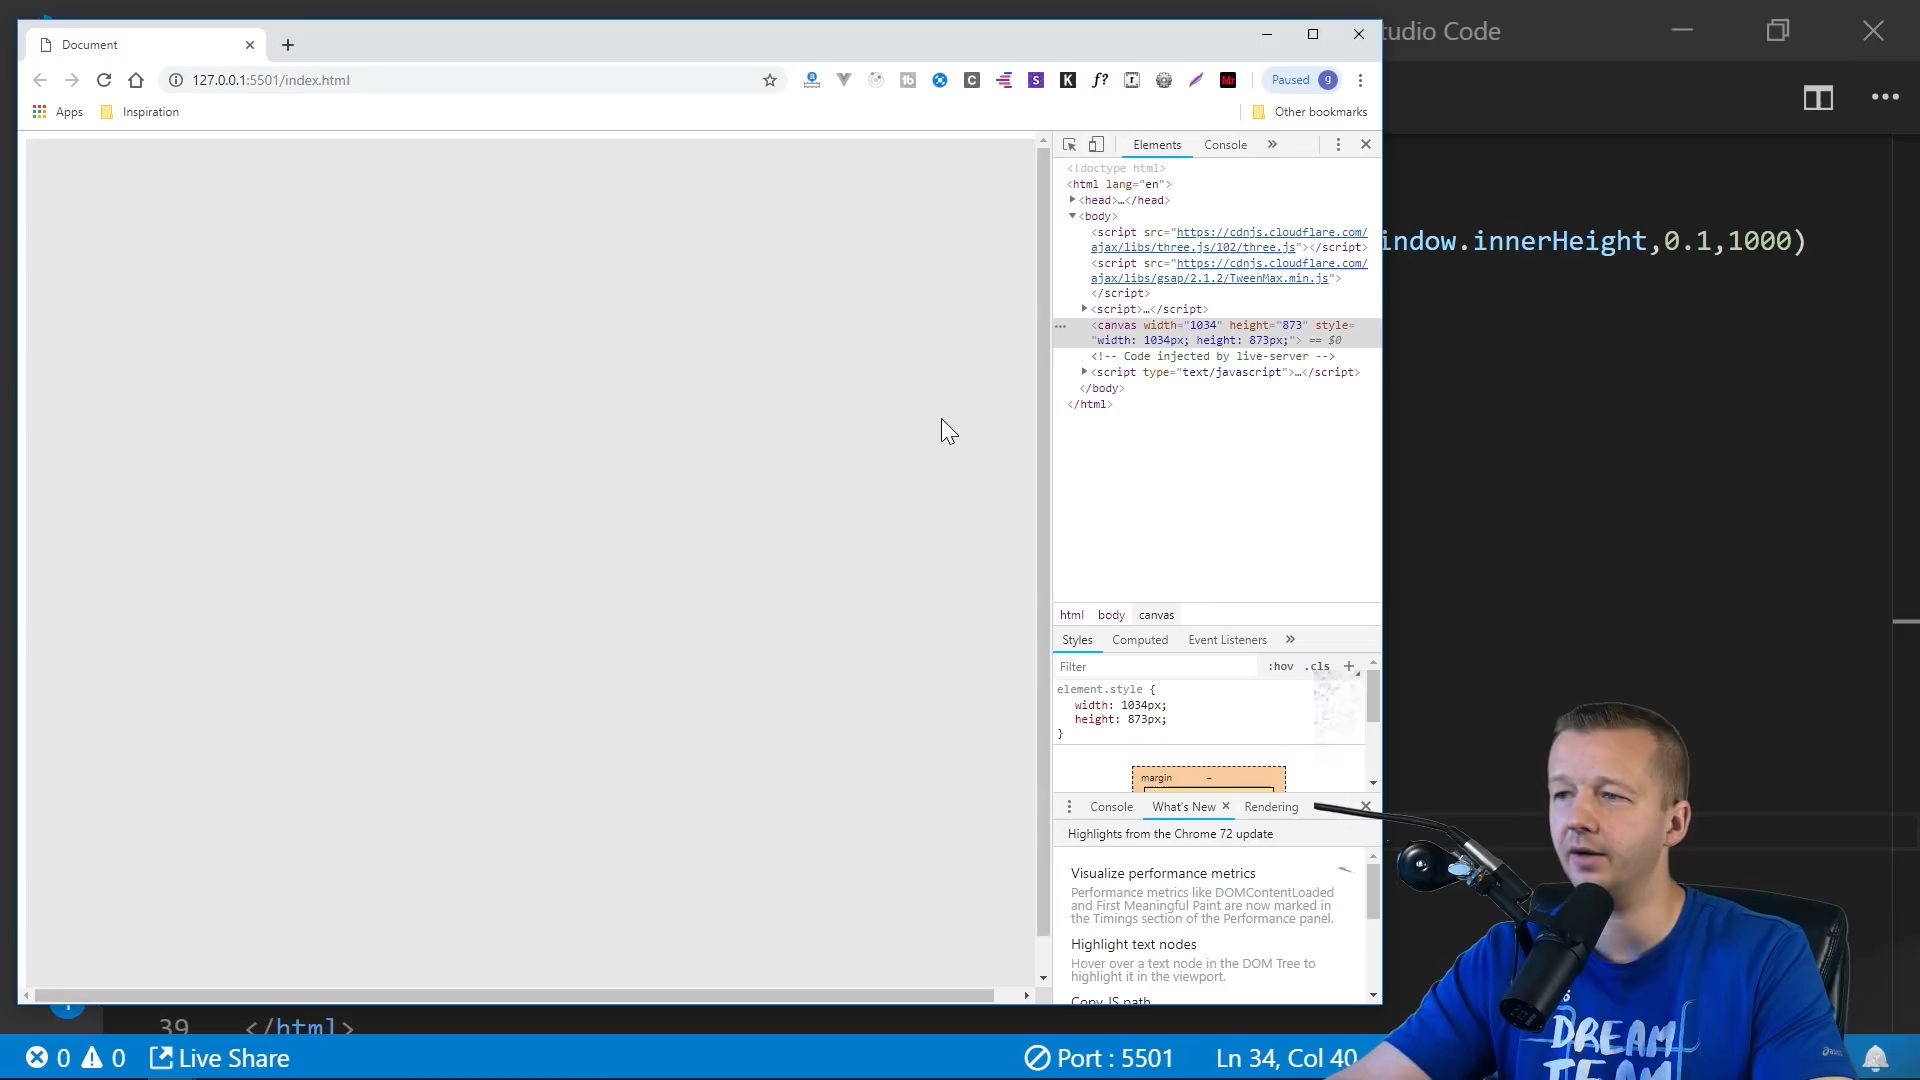 Document
tudio Code
127.0.0.1:5501/index.html
Paused g
Apps
Inspiration
Other bookmarks
Elements
Console
<!doctype html>
<html lang="en">
<head>…</head>
<body>
<script src="https://cdnjs.cloudflare.com/
ajax/libs/three.js/102/three.js"></script>
<script src="https://cdnjs.cloudflare.com/
ajax/libs/gsap/2.1.2/TweenMax.min.js">
</script>
<script>…</script>
<canvas width="1034" height="873" style=
"width: 1034px; height: 873px;"> == $0
<!-- Code injected by live-server -->
<script type="text/javascript">…</script>
</body>
</html>
indow.innerHeight,0.1,1000)
html body canvas
Styles Computed Event Listeners »
Filter
:hov .cls +
element.style {
width: 1034px;
height: 873px;
}
margin –
Console What's New Rendering
Highlights from the Chrome 72 update
Visualize performance metrics
Performance metrics like DOMContentLoaded
and First Meaningful Paint are now marked in
the Timings section of the Performance panel.
Highlight text nodes
Hover over a text node in the DOM Tree to
highlight it in the viewport.
Copy JS path
39 </html>
0 0 Live Share
Port : 5501
Ln 34, Col 40
DREAM
TEAM
asics